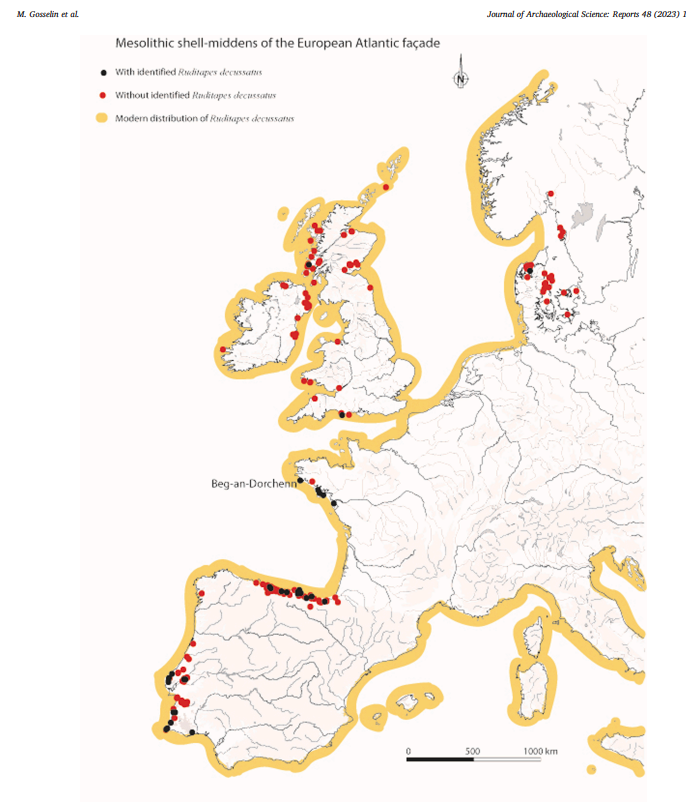 M. Gosselin et al.
Journal of Archaeological Science: Reports 48 (2023) 1
Mesolithic shell-middens of the European Atlantic façade
With identified Ruditapes decussatus
N
Without identified Ruditapes decussatus
Modern distribution of Ruditapes decussatus
Beg-an-Dorchenn
0 500 1000 km